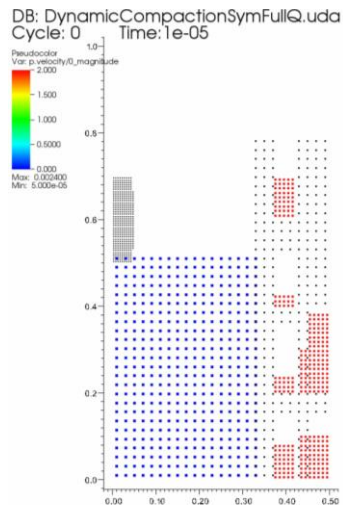 DB: DynamicCompactionSymFullQ.uda
Cycle: 0 Time:1e-05
Pseudocolor
Var: p.velocity/0_magnitude
2.000
1.500
1.000
0.5000
0.000
Max: 0.002400
Min: 5.000e-05
1.0
0.8
0.6
0.4
0.2
0.0
0.00 0.10 0.20 0.30 0.40 0.50